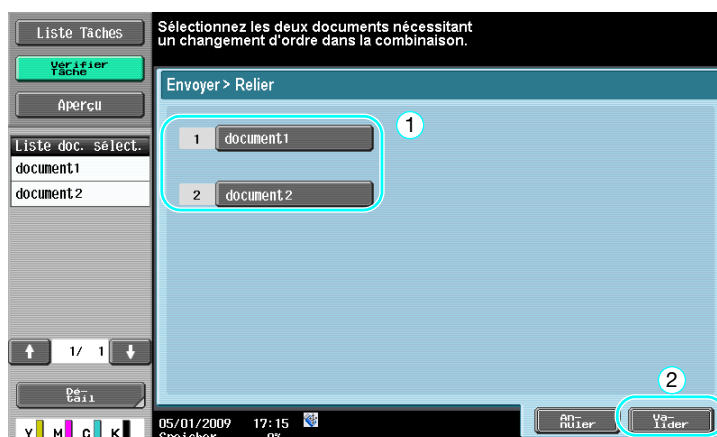 Liste Tâches
Sélectionnez les deux documents nécessitant
un changement d'ordre dans la combinaison.
Vérifier
Tâche
Aperçu
Envoyer > Relier
1
1 document1
2 document2
Liste doc. sélect.
document1
document2
1/ 1
Dé-
tail
2
An-
nuler
Va-
lider
Y M C K
05/01/2009 17:15
Speicher 0%